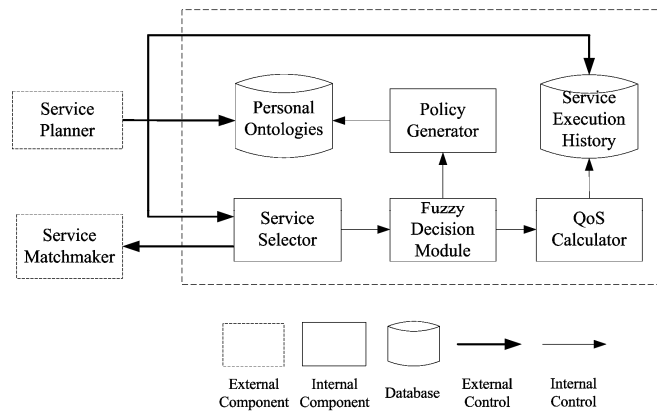 Service
Planner
Personal
Ontologies
Policy
Generator
Service
Execution
History
Service
Matchmaker
Service
Selector
Fuzzy
Decision
Module
QoS
Calculator
External
Component
Internal
Component
Database
External
Control
Internal
Control